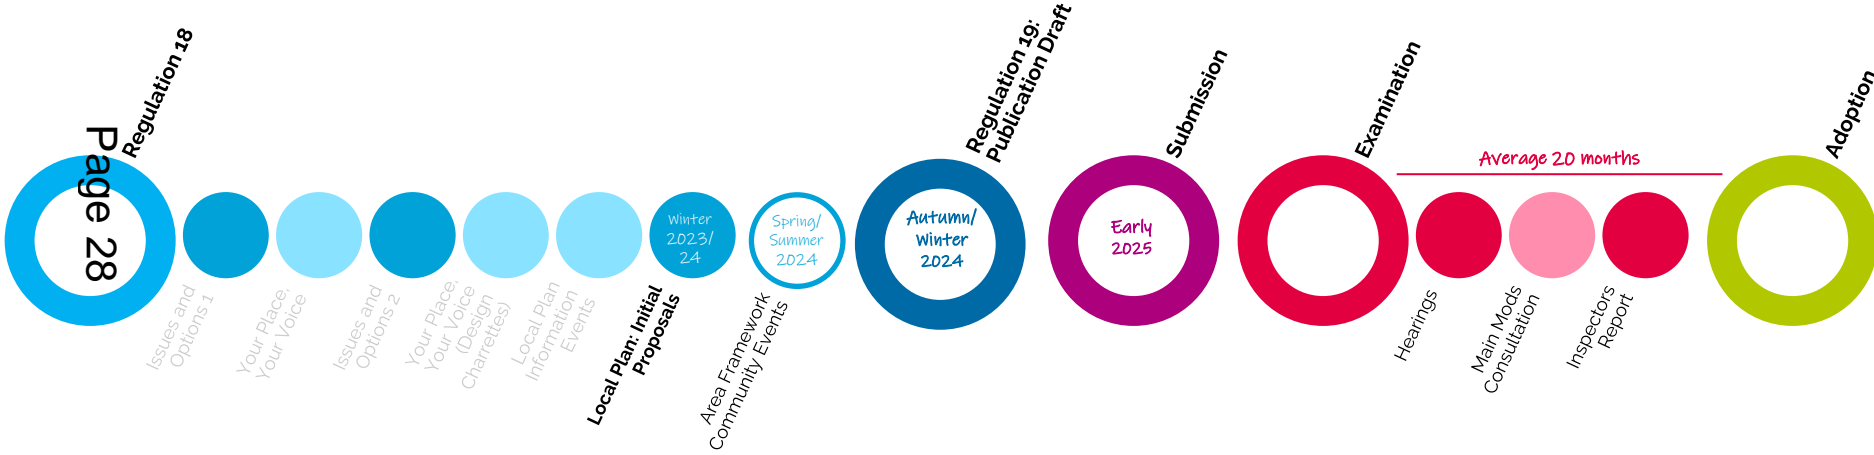 Page 28
Regulation 18
Issues and
Options 1
Your Place,
Your Voice
Issues and
Options 2
Your Place,
Your Voice
(Design
Charrettes)
Local Plan
Information
Events
Winter
2023/
24
Local Plan: Initial
Proposals
Spring/
Summer
2024
Area Framework
Community Events
Regulation 19:
Publication Draft
Autumn/
Winter
2024
Submission
Early
2025
Examination
Average 20 months
Hearings
Main Mods
Consultation
Inspectors
Report
Adoption